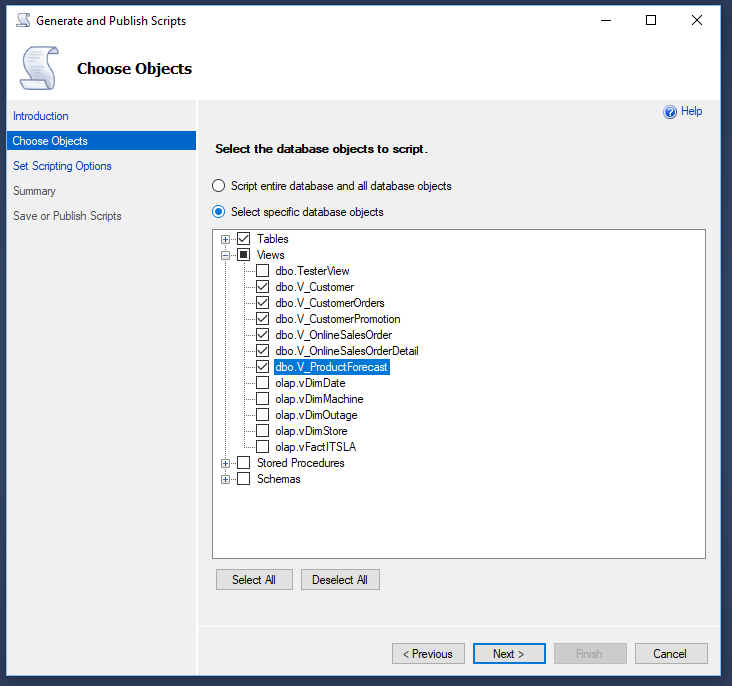 Generate and Publish Scripts
Choose Objects
Introduction
Choose Objects
Set Scripting Options
Summary
Save or Publish Scripts
Help
Select the database objects to script.
Script entire database and all database objects
Select specific database objects
Tables
Views
dbo.TesterView
dbo.V_Customer
dbo.V_CustomerOrders
dbo.V_CustomerPromotion
dbo.V_OnlineSalesOrder
dbo.V_OnlineSalesOrderDetail
dbo.V_ProductForecast
olap.vDimDate
olap.vDimMachine
olap.vDimOutage
olap.vDimStore
olap.vFactITSLA
Stored Procedures
Schemas
Select All Deselect All
< Previous Next > Finish Cancel